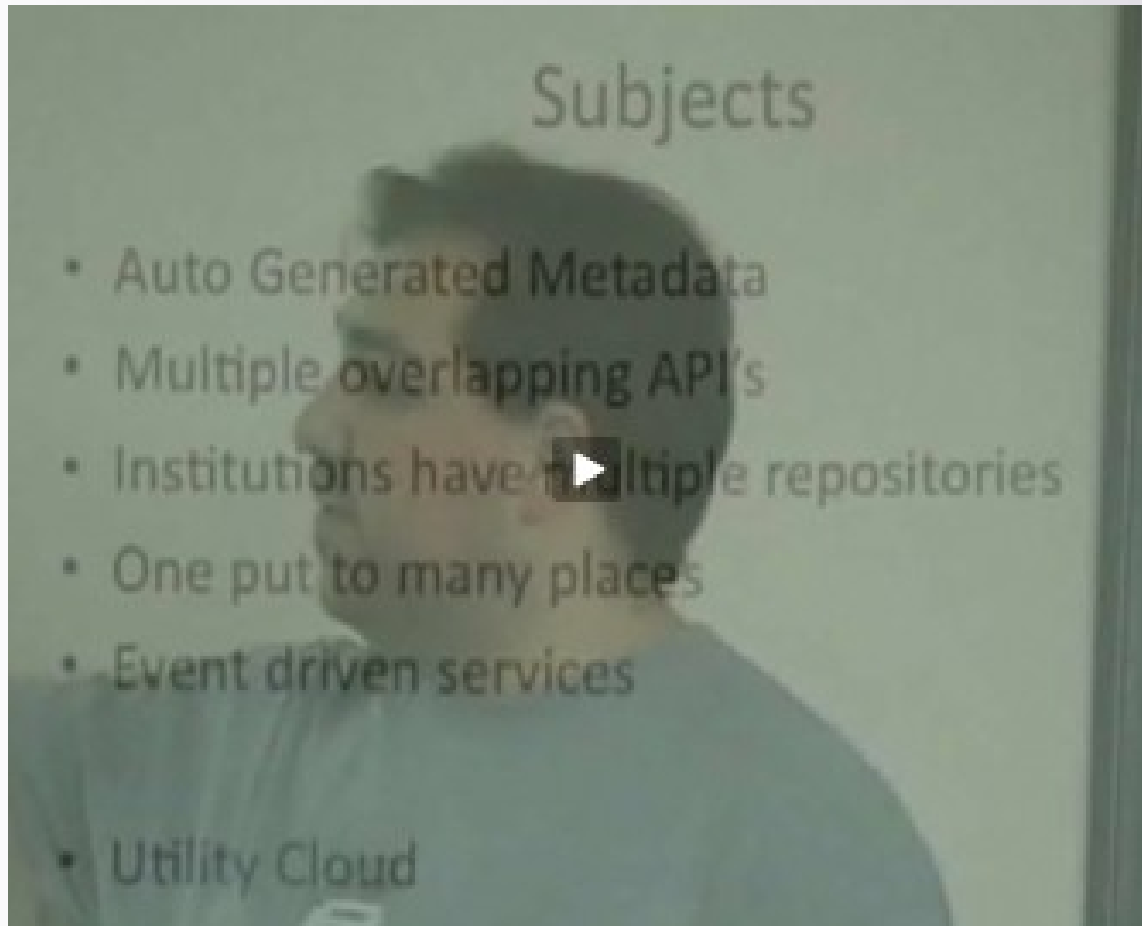 Subjects
• Auto Generated Metadata
• Multiple overlapping API's
• Institutions have multiple repositories
• One put to many places
• Event driven services
• Utility Cloud